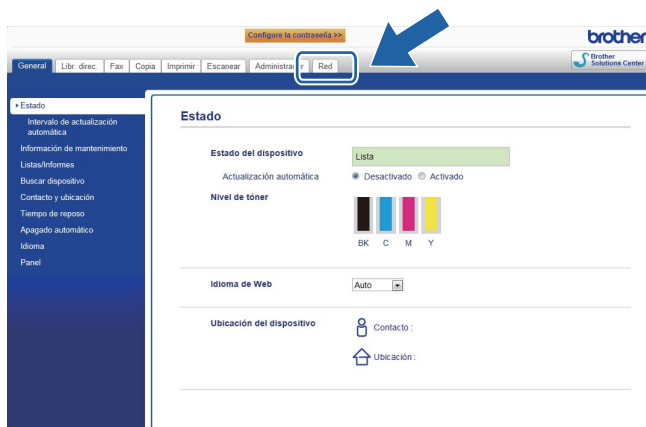 Configure la contraseña >>
brother
General Libr. direc. Fax Copia Imprimir Escanear Administrador Red
Brother
Solutions Center
Estado
Intervalo de actualización
automática
Información de mantenimiento
Listas/Informes
Buscar dispositivo
Contacto y ubicación
Tiempo de reposo
Apagado automático
Idioma
Panel
Estado
Estado del dispositivo Lista
Actualización automática Desactivado Activado
Nivel de tóner
BK C M Y
Idioma de Web Auto
Ubicación del dispositivo Contacto :
Ubicación :